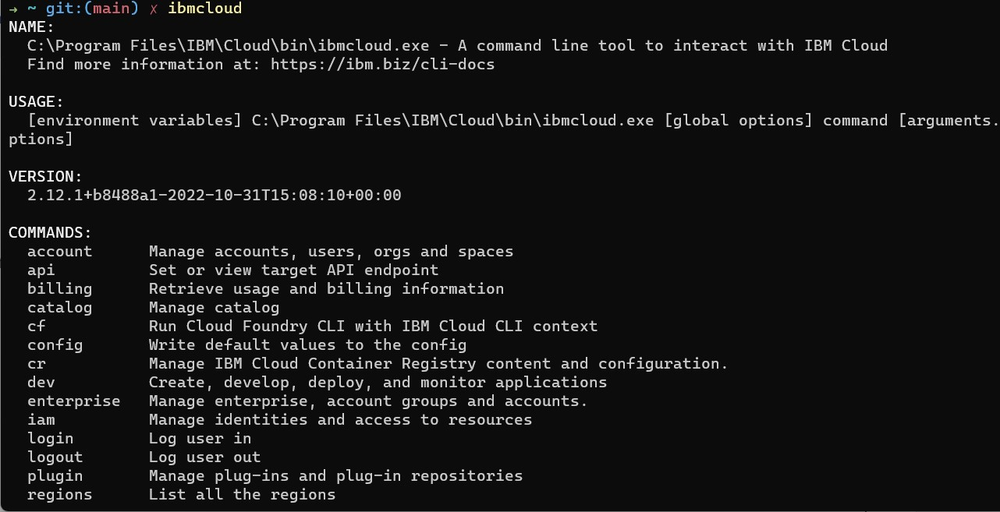 → ~ git:(main) ✗ ibmcloud
NAME:
  C:\Program Files\IBM\Cloud\bin\ibmcloud.exe - A command line tool to interact with IBM Cloud
  Find more information at: https://ibm.biz/cli-docs
USAGE:
  [environment variables] C:\Program Files\IBM\Cloud\bin\ibmcloud.exe [global options] command [arguments.
ptions]
VERSION:
  2.12.1+b8488a1-2022-10-31T15:08:10+00:00
COMMANDS:
  account      Manage accounts, users, orgs and spaces
  api          Set or view target API endpoint
  billing      Retrieve usage and billing information
  catalog      Manage catalog
  cf           Run Cloud Foundry CLI with IBM Cloud CLI context
  config       Write default values to the config
  cr           Manage IBM Cloud Container Registry content and configuration.
  dev          Create, develop, deploy, and monitor applications
  enterprise   Manage enterprise, account groups and accounts.
  iam          Manage identities and access to resources
  login        Log user in
  logout       Log user out
  plugin       Manage plug-ins and plug-in repositories
  regions      List all the regions